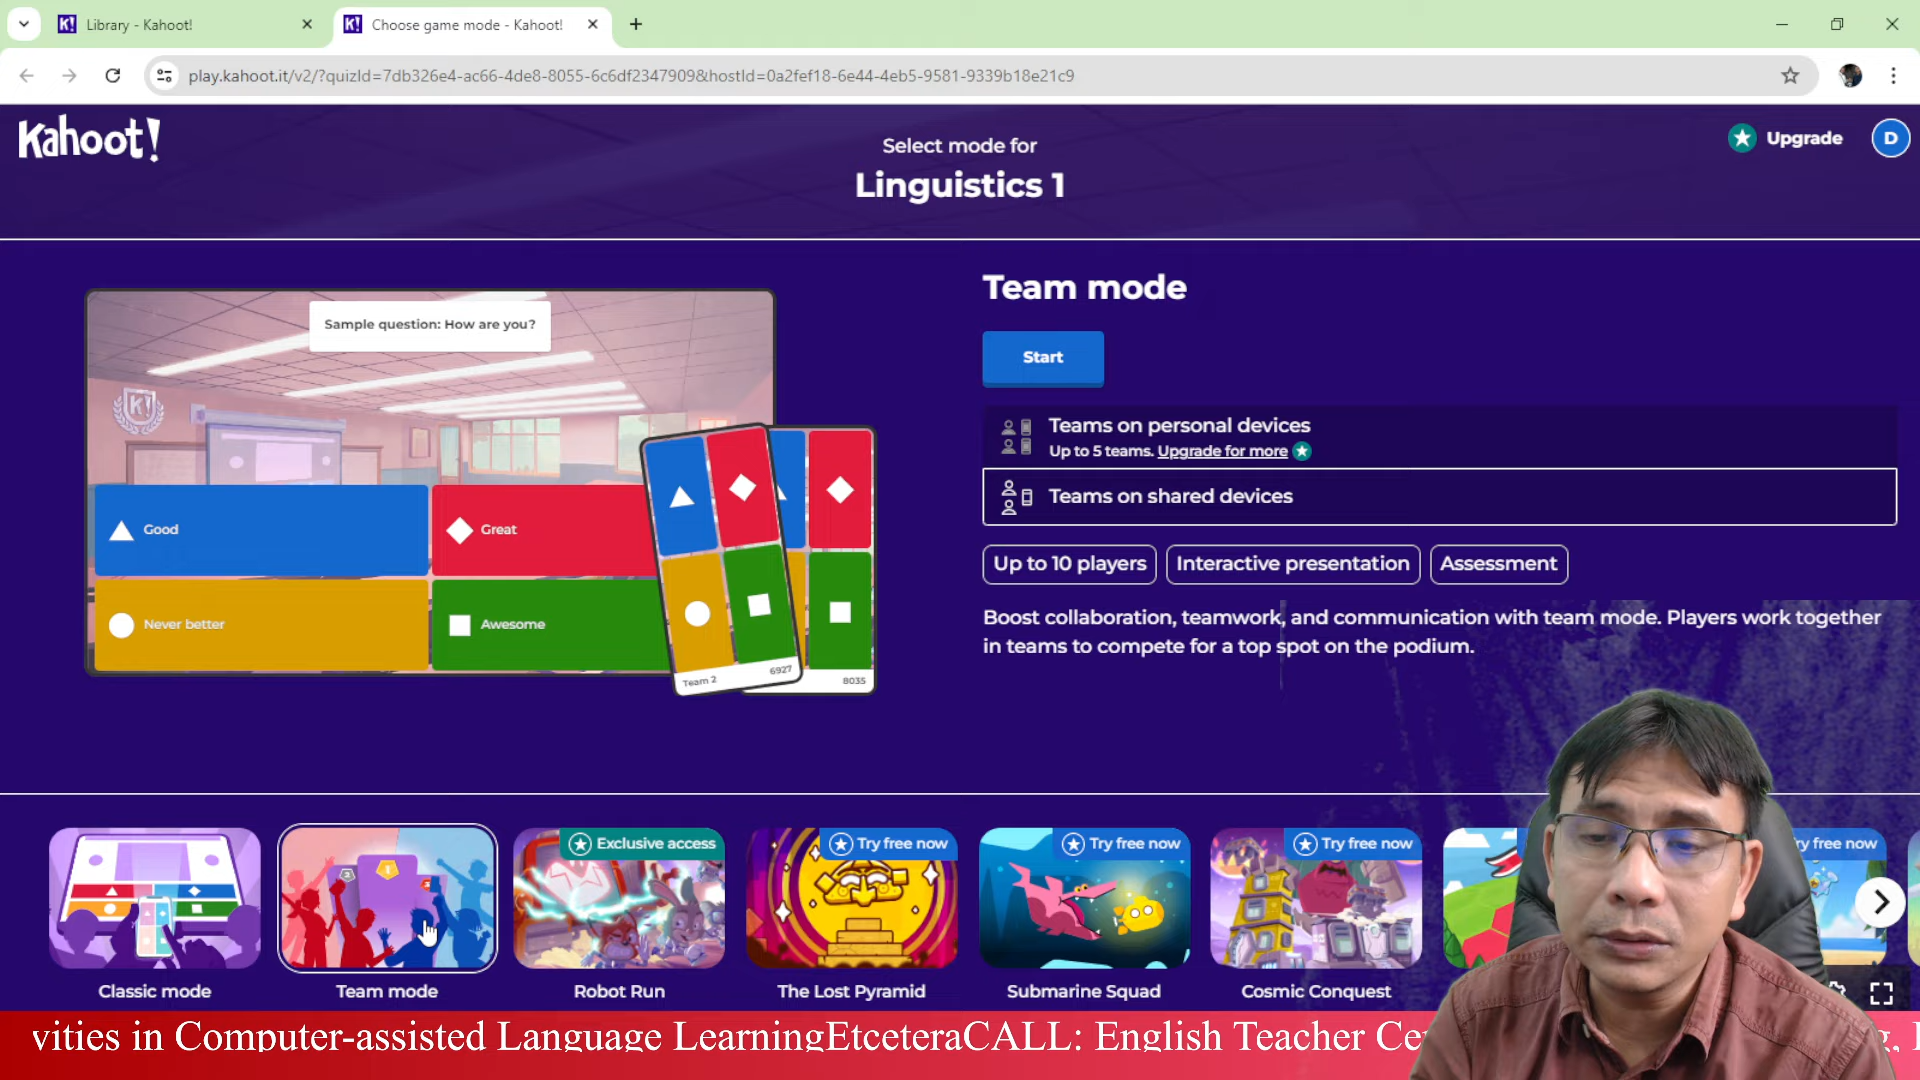 Library - Kahoot!
Choose game mode - Kahoot!
play.kahoot.it/v2/?quizId=7db326e4-ac66-4de8-8055-6c6df2347909&hostId=0a2fef18-6e44-4eb5-9581-9339b18e21c9
Kahoot!
Select mode for
Linguistics 1
Upgrade
D
Sample question: How are you?
K!
Good
Great
Never better
Awesome
Team 2
6927
8035
Team mode
Start
Teams on personal devices
Up to 5 teams. Upgrade for more
Teams on shared devices
Up to 10 players
Interactive presentation
Assessment
Boost collaboration, teamwork, and communication with team mode. Players work together
in teams to compete for a top spot on the podium.
Exclusive access
Try free now
Try free now
Try free now
ry free now
Classic mode
Team mode
Robot Run
The Lost Pyramid
Submarine Squad
Cosmic Conquest
vities in Computer-assisted Language LearningEtceteraCALL: English Teacher Ce